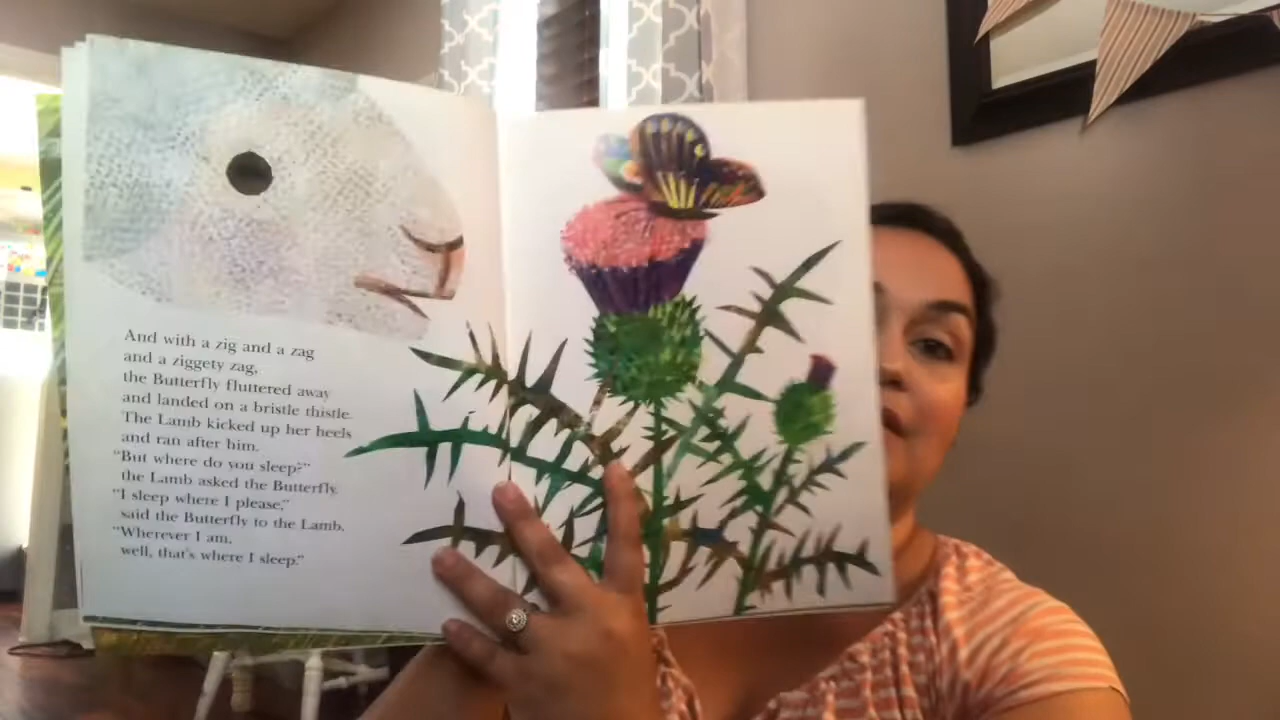 And with a zig and a zag
and a ziggety zag,
the Butterfly fluttered away
and landed on a bristle thistle.
The Lamb kicked up her heels
and ran after him.
“But where do you sleep?”
the Lamb asked the Butterfly.
“I sleep where I please,”
said the Butterfly to the Lamb.
“Wherever I am,
well, that’s where I sleep.”